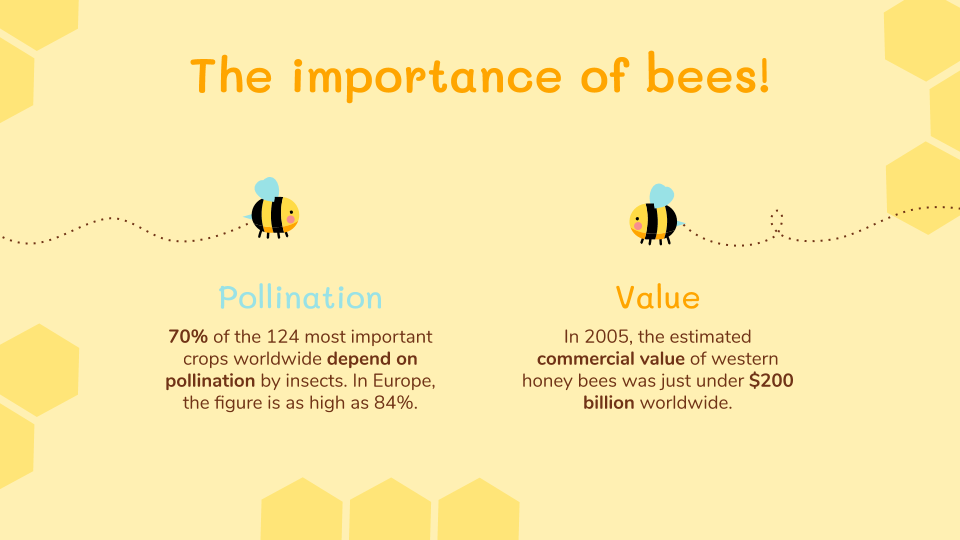 The importance of bees!
Pollination
70% of the 124 most important
crops worldwide depend on
pollination by insects. In Europe,
the figure is as high as 84%.
Value
In 2005, the estimated
commercial value of western
honey bees was just under $200
billion worldwide.